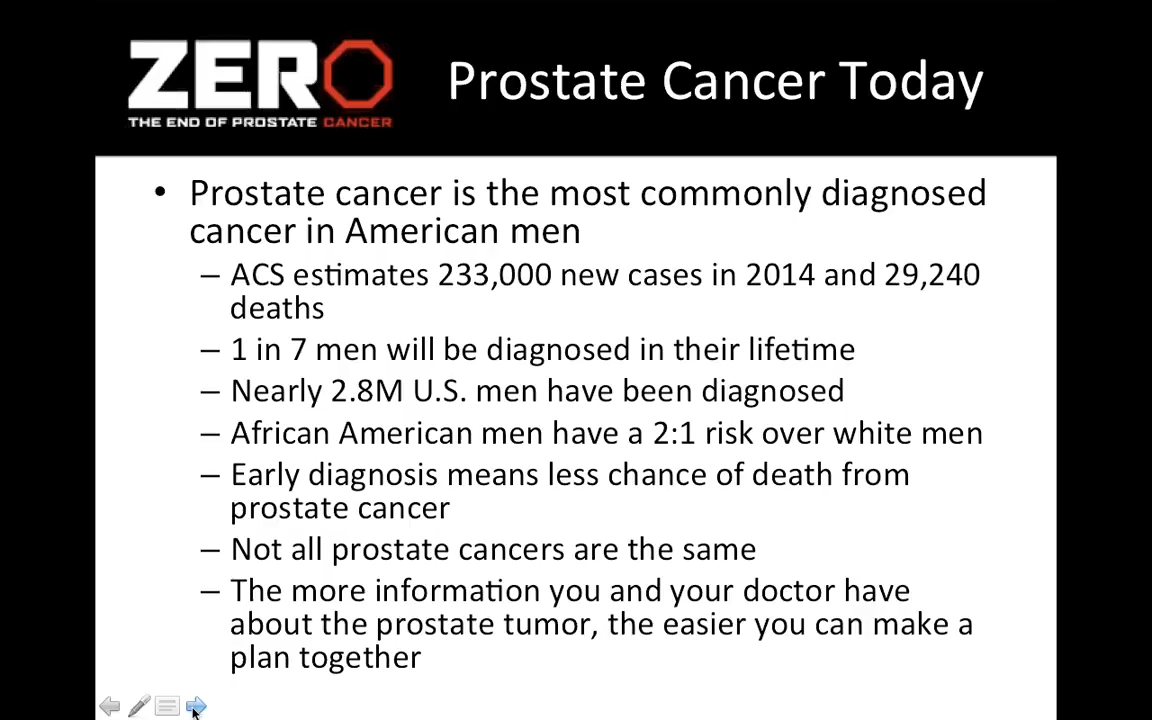 ZERO
THE END OF PROSTATE CANCER
Prostate Cancer Today
• Prostate cancer is the most commonly diagnosed
cancer in American men
– ACS estimates 233,000 new cases in 2014 and 29,240
deaths
– 1 in 7 men will be diagnosed in their lifetime
– Nearly 2.8M U.S. men have been diagnosed
– African American men have a 2:1 risk over white men
– Early diagnosis means less chance of death from
prostate cancer
– Not all prostate cancers are the same
– The more information you and your doctor have
about the prostate tumor, the easier you can make a
plan together